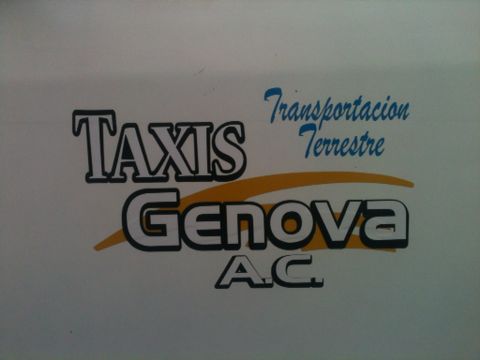 Transportacion
Terrestre
TAXIS
Genova
A.C.